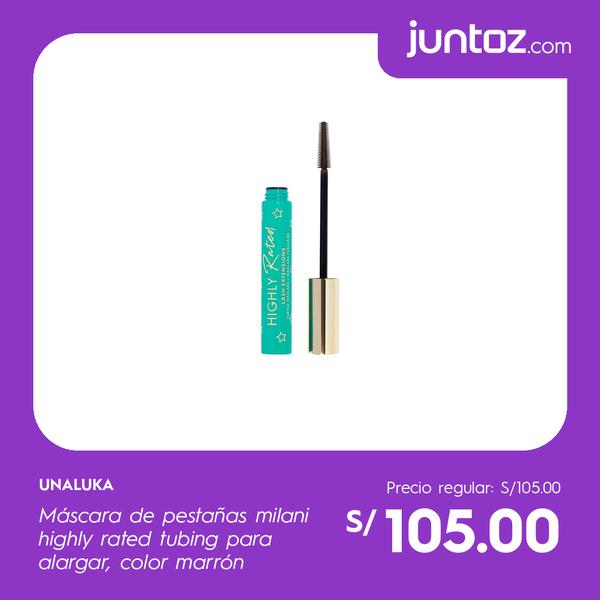 juntoz.com
HIGHLY Rated
LASH EXTENSIONS
UNALUKA
Máscara de pestañas milani
highly rated tubing para
alargar, color marrón
Precio regular: S/105.00
S/ 105.00